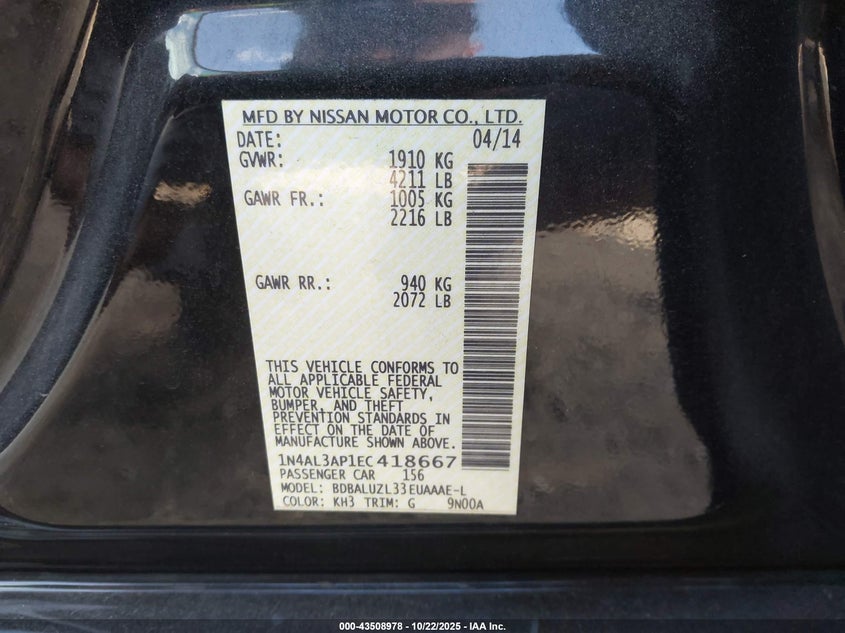 MFD BY NISSAN MOTOR CO., LTD.
DATE: 04/14
GVWR: 1910 KG
4211 LB
GAWR FR.: 1005 KG
2216 LB
GAWR RR.: 940 KG
2072 LB
THIS VEHICLE CONFORMS TO
ALL APPLICABLE FEDERAL
MOTOR VEHICLE SAFETY,
BUMPER, AND THEFT
PREVENTION STANDARDS IN
EFFECT ON THE DATE OF
MANUFACTURE SHOWN ABOVE.
1N4AL3AP1EC418667
PASSENGER CAR 156
MODEL: BDBALUZL33EUAAAE-L
COLOR: KH3 TRIM: G 9N00A
000-43508978 - 10/22/2025 - IAA Inc.